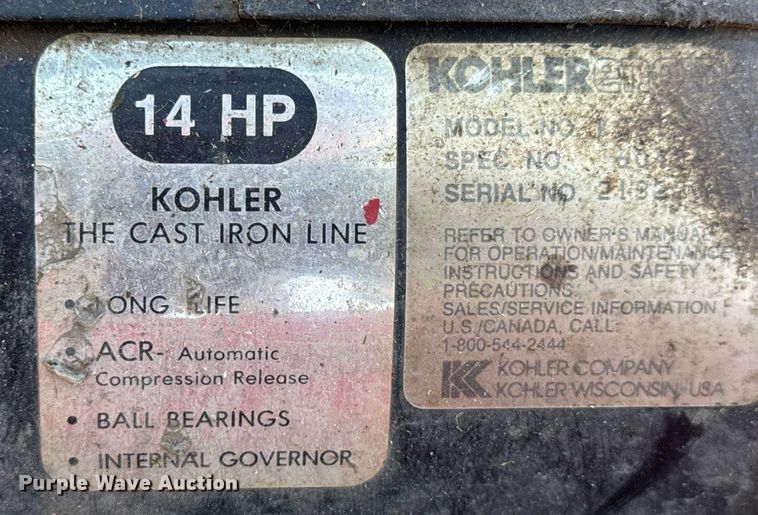 14 HP
KOHLER
THE CAST IRON LINE
• LONG LIFE
• ACR- Automatic
Compression Release
• BALL BEARINGS
• INTERNAL GOVERNOR
KOHLER
MODEL NO.
SPEC NO.
SERIAL NO.
REFER TO OWNER'S MANUAL
FOR OPERATION/MAINTENANCE
INSTRUCTIONS AND SAFETY
PRECAUTIONS.
SALES/SERVICE INFORMATION
U.S./CANADA, CALL:
1-800-544-2444
K KOHLER COMPANY
KOHLER WISCONSIN, USA
Purple Wave Auction